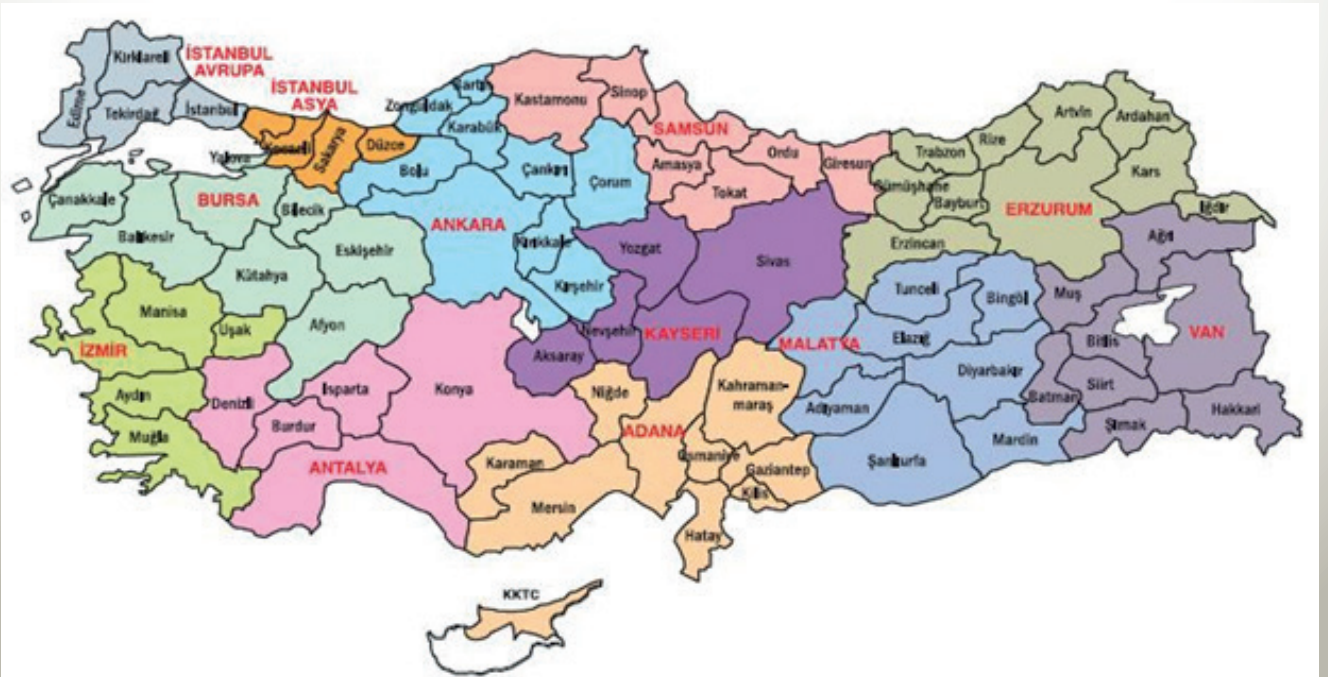 Kırklareli
İSTANBUL
AVRUPA
Edirne
Tekirdağ
İstanbul
İSTANBUL
ASYA
Yalova
Kocaeli
Sakarya
Düzce
Zonguldak
Bartın
Karabük
Kastamonu
Sinop
SAMSUN
Bolu
Çankırı
Çorum
Amasya
Tokat
Ordu
Giresun
Trabzon
Rize
Artvin
Ardahan
Gümüşhane
Bayburt
ERZURUM
Kars
Iğdır
Çanakkale
BURSA
Bilecik
Balıkesir
Eskişehir
ANKARA
Kırıkkale
Kırşehir
Yozgat
Sivas
Erzincan
Ağrı
Kütahya
Manisa
Uşak
Afyon
İZMİR
Aydın
Muğla
Denizli
Isparta
Burdur
ANTALYA
Konya
Aksaray
Nevşehir
KAYSERİ
Niğde
Karaman
Mersin
ADANA
Kahraman-
maraş
Osmaniye
Gaziantep
Kilis
Hatay
MALATYA
Tunceli
Bingöl
Elazığ
Diyarbakır
Adıyaman
Şanlıurfa
Mardin
Muş
Bitlis
VAN
Batman
Siirt
Şırnak
Hakkari
KKTC